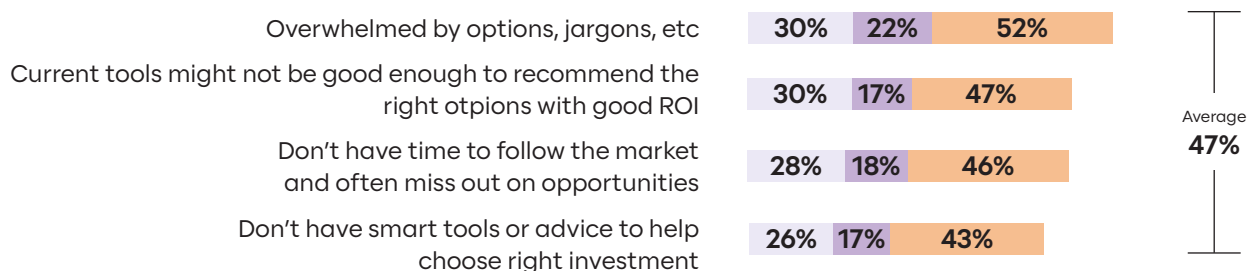 Overwhelmed by options, jargons, etc
30% 22% 52%
Current tools might not be good enough to recommend the
right otpions with good ROI
30% 17% 47%
Don't have time to follow the market
and often miss out on opportunities
28% 18% 46%
Don't have smart tools or advice to help
choose right investment
26% 17% 43%
Average
47%